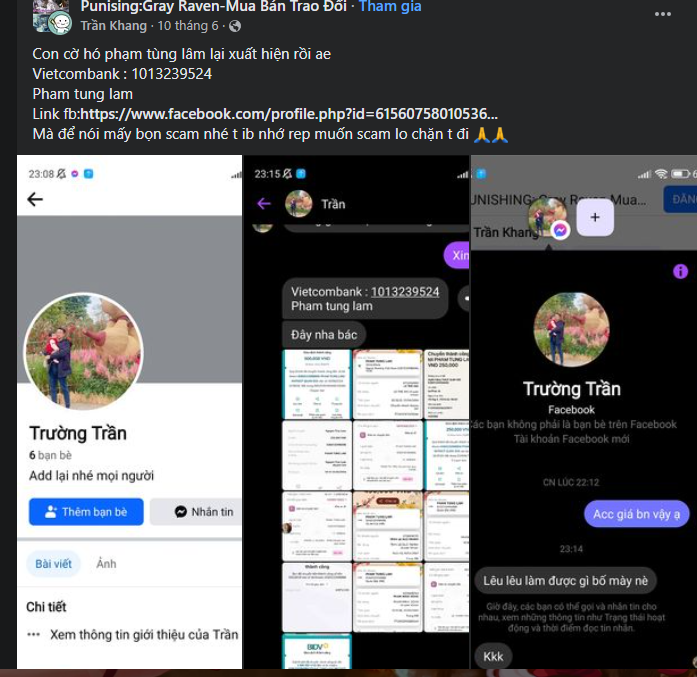 Punising:Gray Raven-Mua Bán Trao Đổi · Tham gia
Trần Khang · 10 tháng 6 ·
Con cờ hó phạm tùng lâm lại xuất hiện rồi ae
Vietcombank : 1013239524
Pham tung lam
Link fb:https://www.facebook.com/profile.php?id=61560758010536...
Mà để nói mấy bọn scam nhé t ib nhớ rep muốn scam lo chặn t đi 🙏🙏
23:08
Trường Trần
6 bạn bè
Add lại nhé mọi người
Thêm bạn bè
Nhắn tin
Bài viết
Ảnh
Chi tiết
Xem thông tin giới thiệu của Trần
23:15
Trần
Xin
Vietcombank : 1013239524
Pham tung lam
Đây nha bác
BIDV
UNISHING: Gray Raven Mua...
ĐĂN
Trần Khang
Trường Trần
Facebook
ác bạn không phải là bạn bè trên Facebook
Tài khoản Facebook mới
CN LÚC 22:12
Acc giá bn vậy ạ
23:14
Lêu lêu làm được gì bố mày nè
Giờ đây, các bạn có thể gọi và nhắn tin cho
nhau, xem những thông tin như Trạng thái hoạt
động và thời điểm đọc tin nhắn.
Kkk